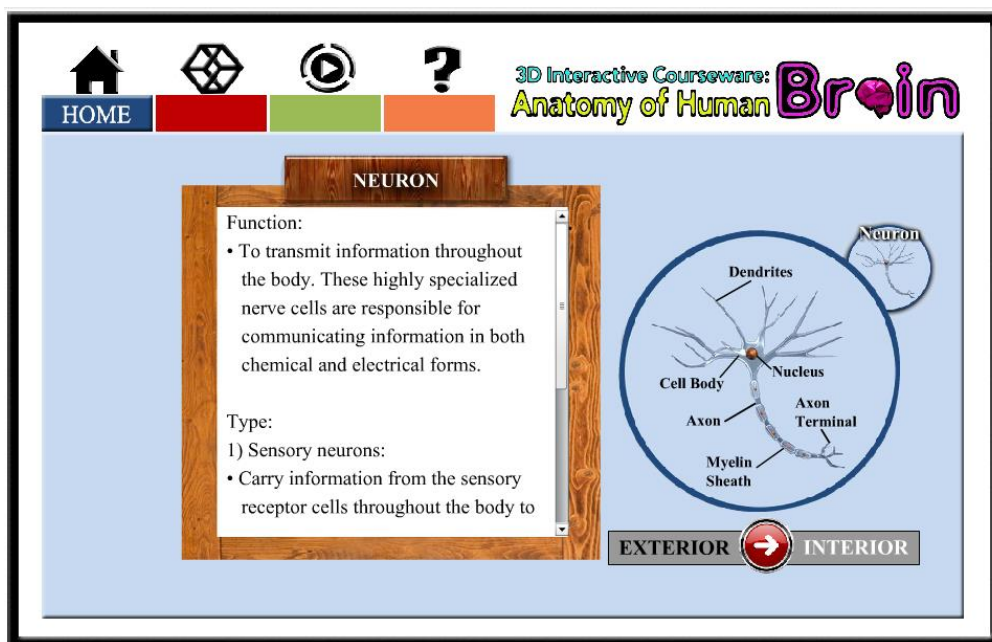 HOME
3D Interactive Courseware:
Anatomy of Human
Brain
NEURON
Function:
• To transmit information throughout
the body. These highly specialized
nerve cells are responsible for
communicating information in both
chemical and electrical forms.
Type:
1) Sensory neurons:
• Carry information from the sensory
receptor cells throughout the body to
Neuron
Dendrites
Nucleus
Cell Body
Axon
Axon
Terminal
Myelin
Sheath
EXTERIOR
INTERIOR